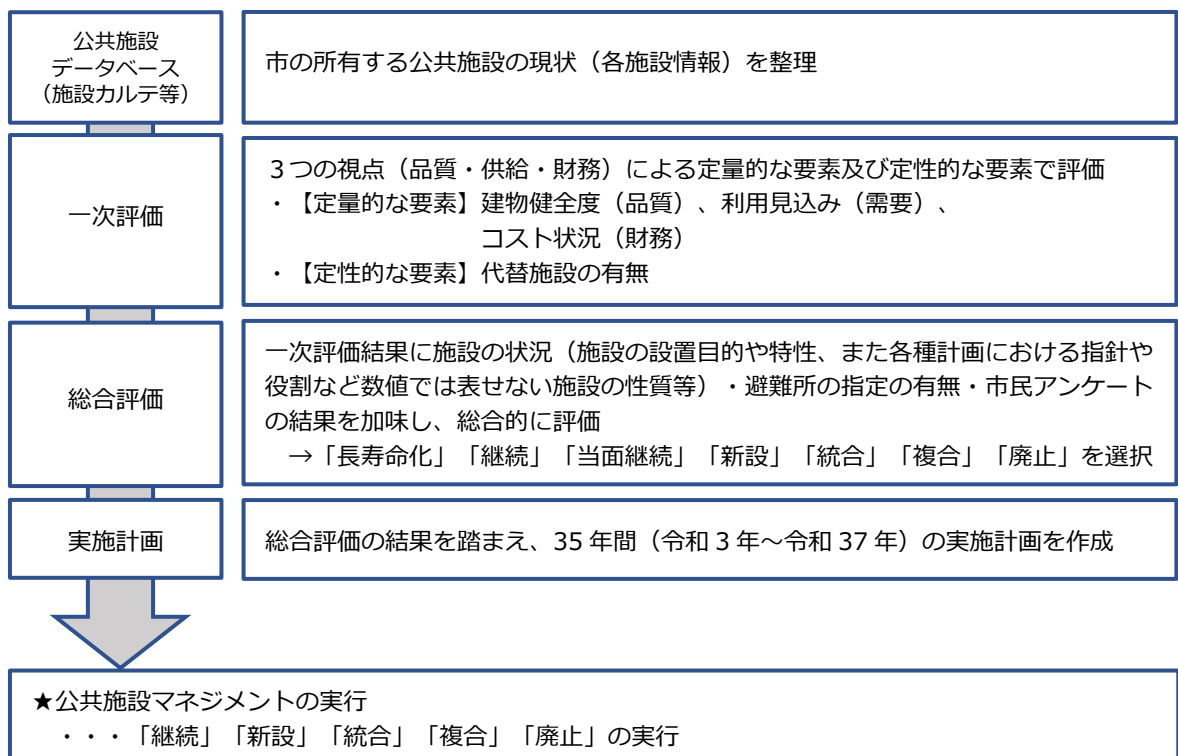 公共施設
データベース
（施設カルテ等）
市の所有する公共施設の現状（各施設情報）を整理
一次評価
３つの視点（品質・供給・財務）による定量的な要素及び定性的な要素で評価
・【定量的な要素】建物健全度（品質）、利用見込み（需要）、
コスト状況（財務）
・【定性的な要素】代替施設の有無
総合評価
一次評価結果に施設の状況（施設の設置目的や特性、また各種計画における指針や
役割など数値では表せない施設の性質等）・避難所の指定の有無・市民アンケート
の結果を加味し、総合的に評価
→「長寿命化」「継続」「当面継続」「新設」「統合」「複合」「廃止」を選択
実施計画
総合評価の結果を踏まえ、35 年間（令和 3 年～令和 37 年）の実施計画を作成
★公共施設マネジメントの実行
・・・「継続」「新設」「統合」「複合」「廃止」の実行